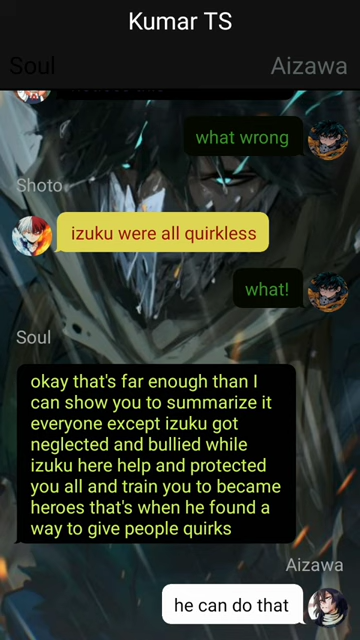 Kumar TS
Soul
Aizawa
what wrong
Shoto
izuku were all quirkless
what!
Soul
okay that's far enough than I
can show you to summarize it
everyone except izuku got
neglected and bullied while
izuku here help and protected
you all and train you to became
heroes that's when he found a
way to give people quirks
Aizawa
he can do that